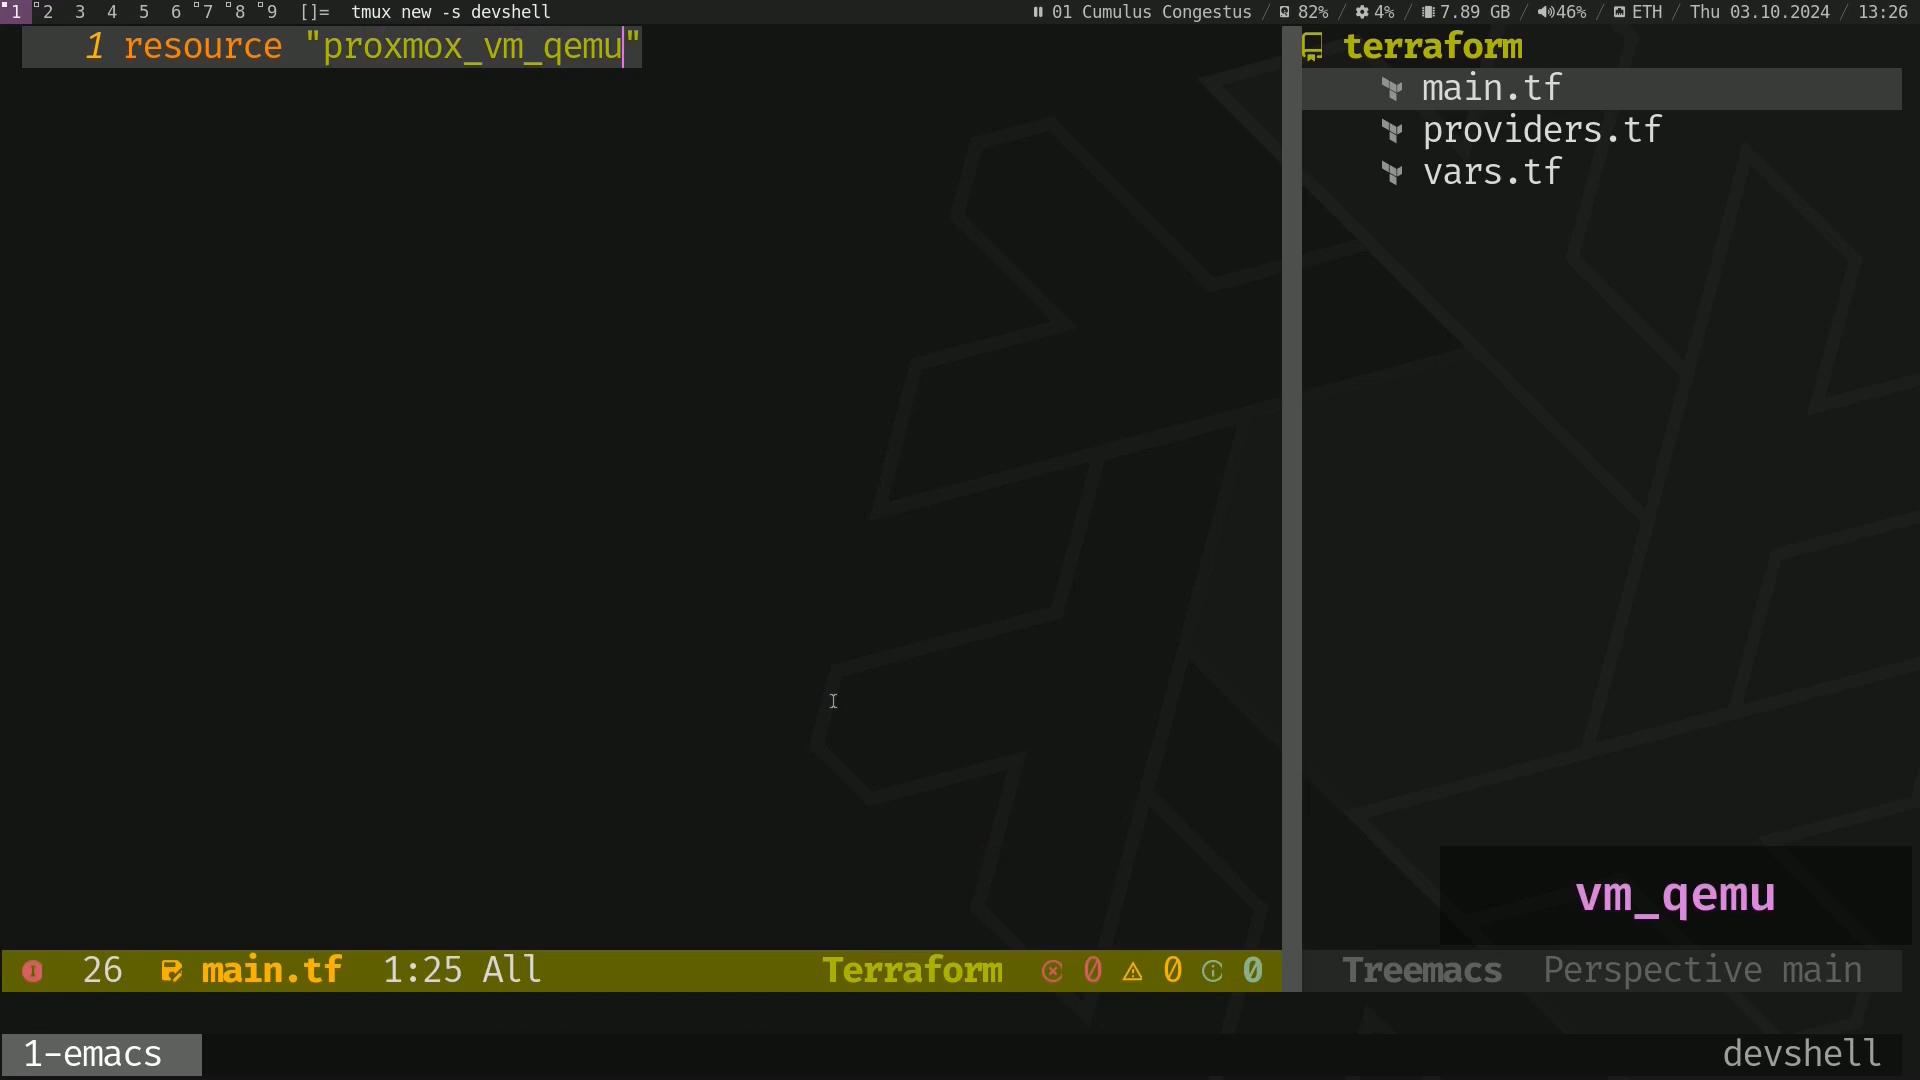 1 2 3 4 5 6 7 8 9 []= tmux new -s devshell 01 Cumulus Congestus / 82% / 4% / 7.89 GB / 46% / ETH / Thu 03.10.2024 / 13:26
1 resource "proxmox_vm_qemu"
terraform
main.tf
providers.tf
vars.tf
vm_qemu
26 main.tf 1:25 All Terraform 0 0 0
Treemacs Perspective main
1-emacs devshell